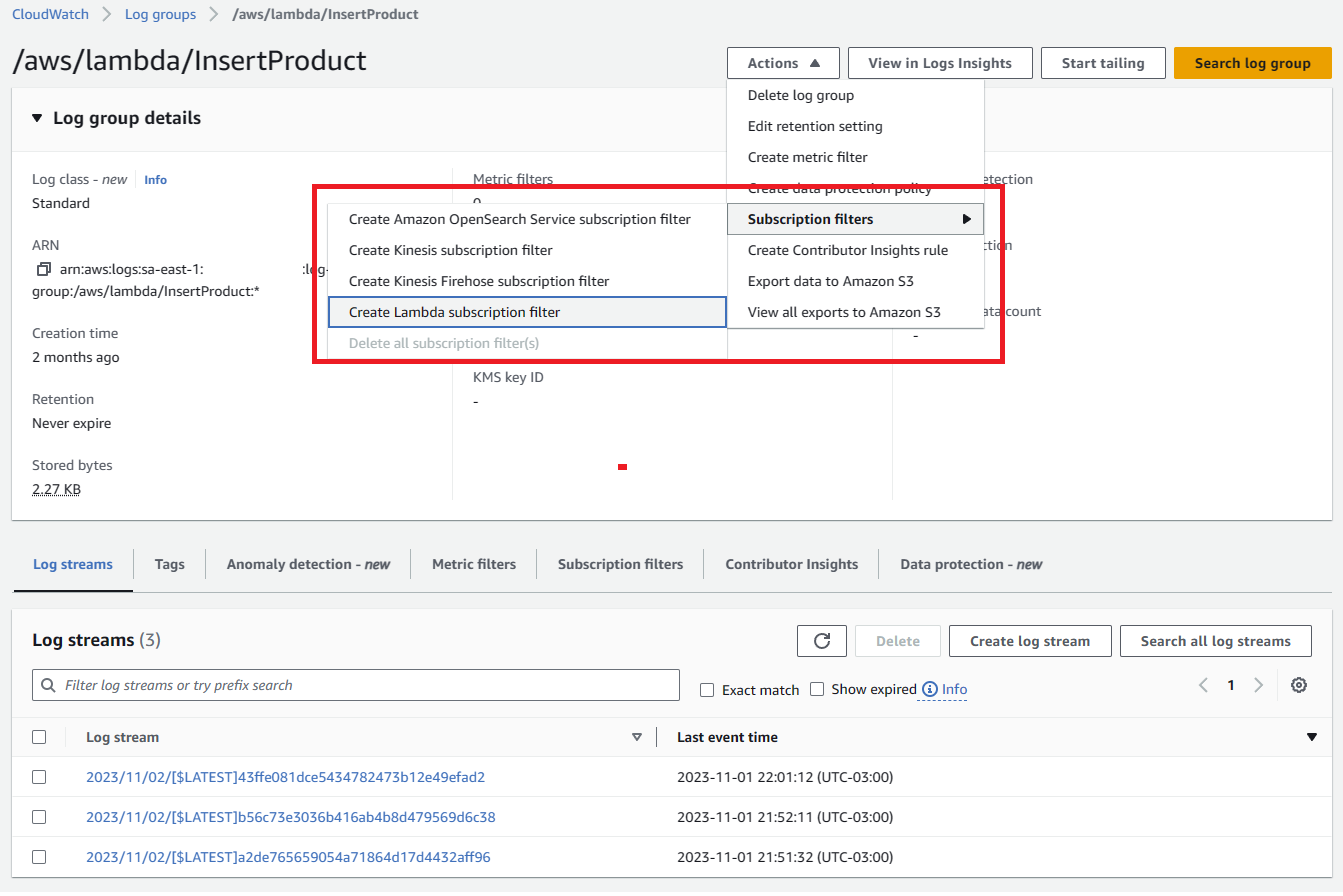 CloudWatch > Log groups > /aws/lambda/InsertProduct
/aws/lambda/InsertProduct
Actions View in Logs Insights Start tailing Search log group
Delete log group
Edit retention setting
Create metric filter
Create data protection policy
Subscription filters
Create Contributor Insights rule
Export data to Amazon S3
View all exports to Amazon S3
Create Amazon OpenSearch Service subscription filter
Create Kinesis subscription filter
Create Kinesis Firehose subscription filter
Create Lambda subscription filter
Delete all subscription filter(s)
Log group details
Log class - new Info
Standard
ARN
arn:aws:logs:sa-east-1: :log-
group:/aws/lambda/InsertProduct:*
Creation time
2 months ago
Retention
Never expire
Stored bytes
2.27 KB
Metric filters
0
KMS key ID
-
count
-
Log streams Tags Anomaly detection - new Metric filters Subscription filters Contributor Insights Data protection - new
Log streams (3)
Delete Create log stream Search all log streams
Filter log streams or try prefix search
Exact match Show expired Info
1
Log stream Last event time
2023/11/02/[$LATEST]43ffe081dce5434782473b12e49efad2 2023-11-01 22:01:12 (UTC-03:00)
2023/11/02/[$LATEST]b56c73e3036b416ab4b8d479569d6c38 2023-11-01 21:52:11 (UTC-03:00)
2023/11/02/[$LATEST]a2de765659054a71864d17d4432aff96 2023-11-01 21:51:32 (UTC-03:00)